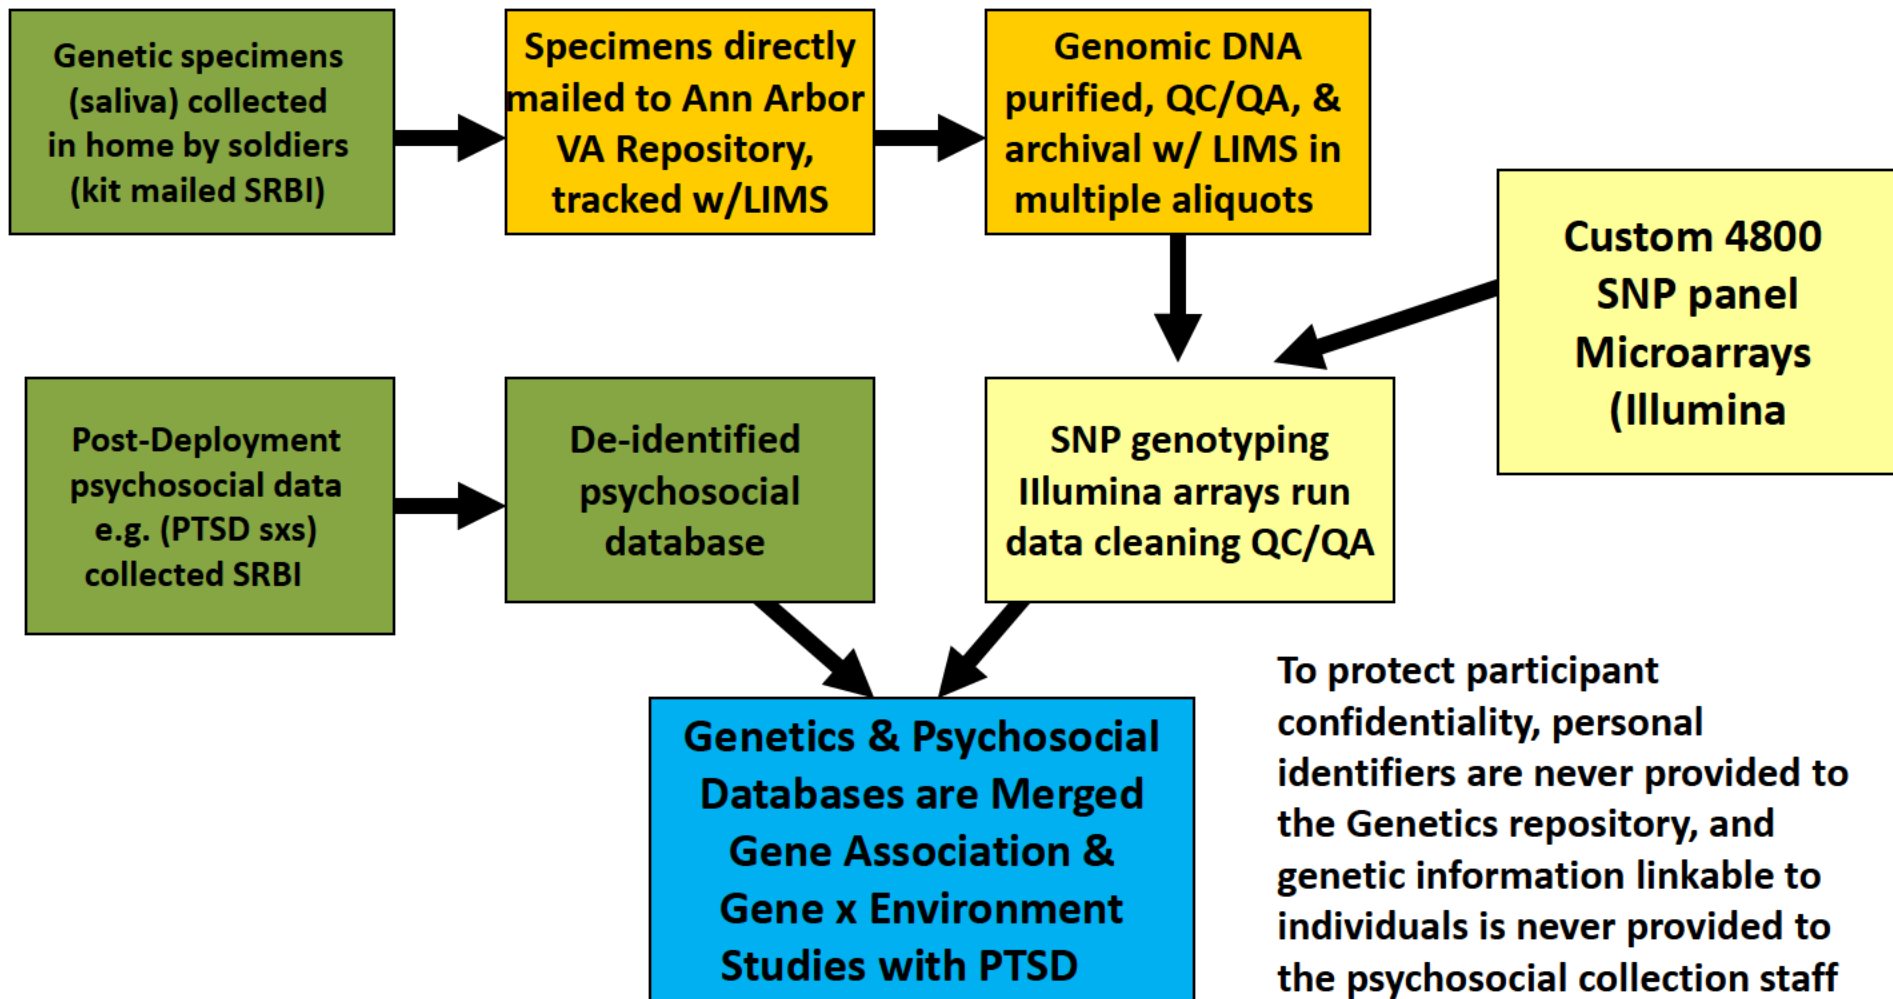 Genetic specimens
(saliva) collected
in home by soldiers
(kit mailed SRBI)
Specimens directly
mailed to Ann Arbor
VA Repository,
tracked w/LIMS
Genomic DNA
purified, QC/QA, &
archival w/ LIMS in
multiple aliquots
Custom 4800
SNP panel
Microarrays
(Illumina
Post-Deployment
psychosocial data
e.g. (PTSD sxs)
collected SRBI
De-identified
psychosocial
database
SNP genotyping
IIlumina arrays run
data cleaning QC/QA
Genetics & Psychosocial
Databases are Merged
Gene Association &
Gene x Environment
Studies with PTSD
To protect participant
confidentiality, personal
identifiers are never provided to
the Genetics repository, and
genetic information linkable to
individuals is never provided to
the psychosocial collection staff